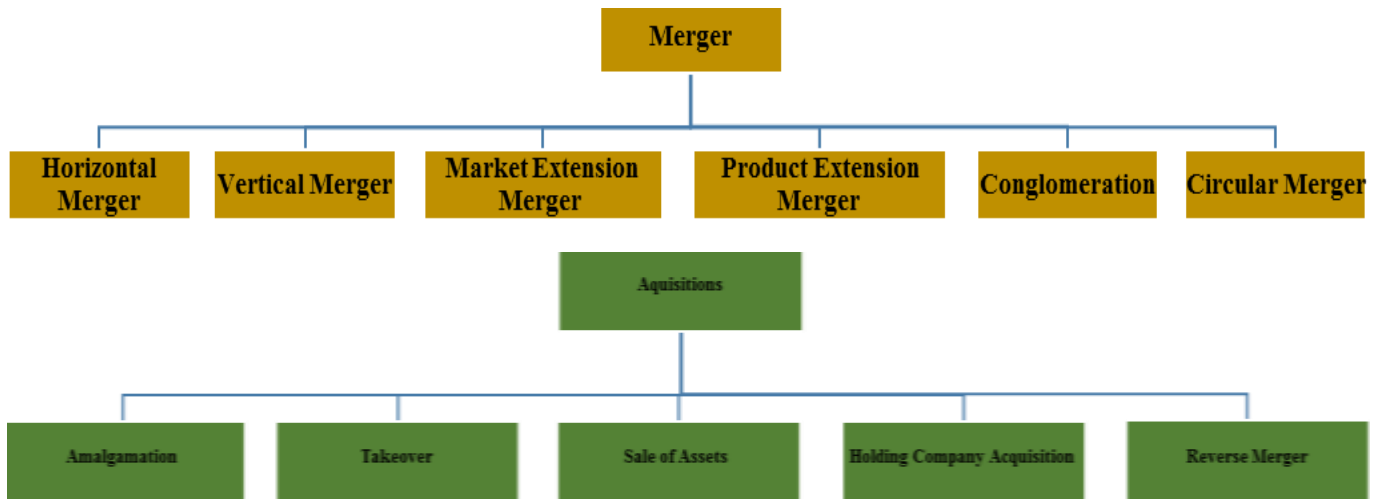 Merger
Horizontal
Merger
Vertical Merger
Market Extension
Merger
Product Extension
Merger
Conglomeration
Circular Merger
Aquisitions
Amalgamation
Takeover
Sale of Assets
Holding Company Acquisition
Reverse Merger